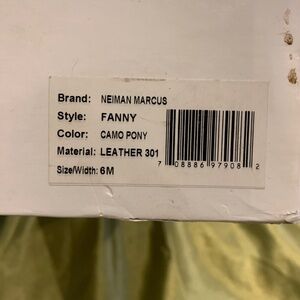 Brand: NEIMAN MARCUS
Style: FANNY
Color: CAMO PONY
Material: LEATHER 301
7 08886 97908 2
Size/Width: 6M